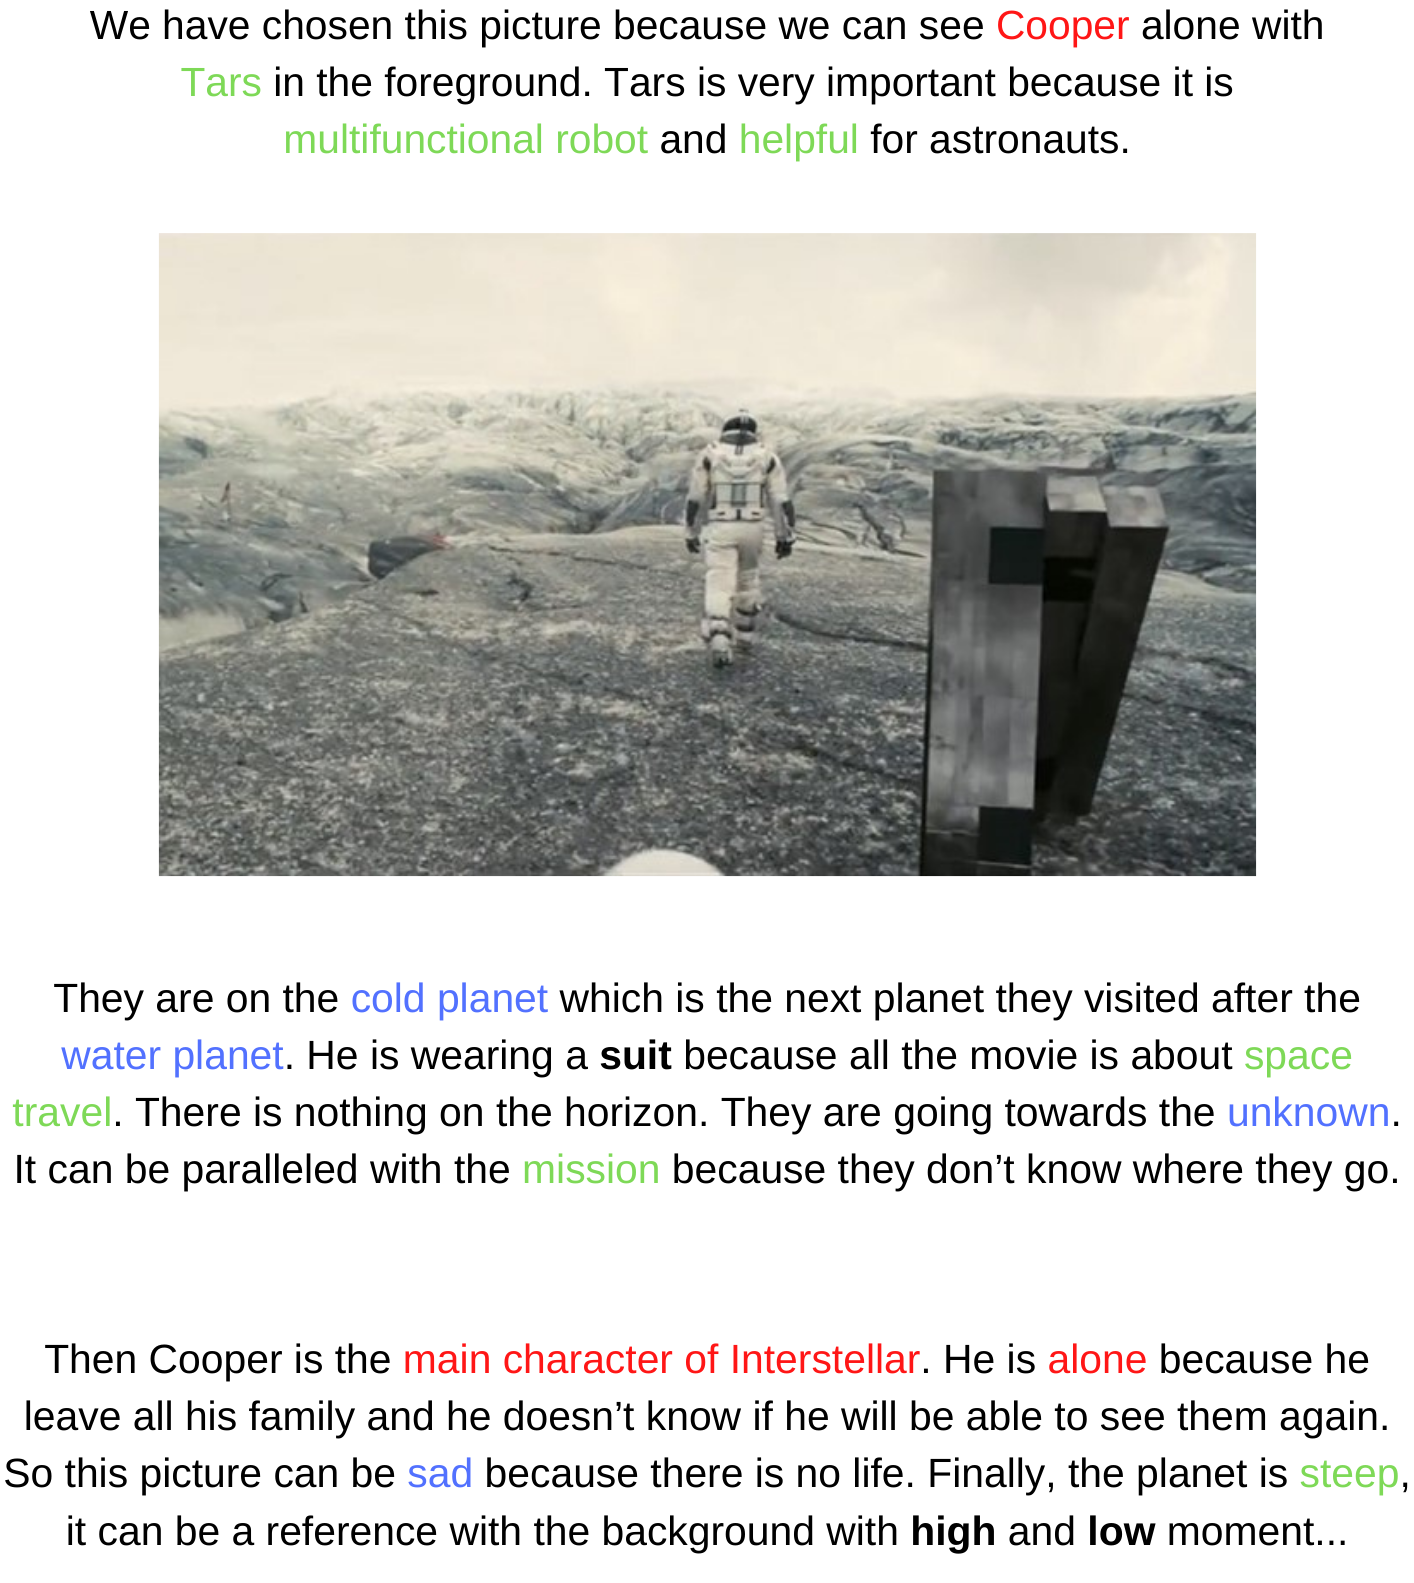 We have chosen this picture because we can see Cooper alone with
Tars in the foreground. Tars is very important because it is
multifunctional robot and helpful for astronauts.
They are on the cold planet which is the next planet they visited after the
water planet. He is wearing a suit because all the movie is about space
travel. There is nothing on the horizon. They are going towards the unknown.
It can be paralleled with the mission because they don’t know where they go.
Then Cooper is the main character of Interstellar. He is alone because he
leave all his family and he doesn’t know if he will be able to see them again.
So this picture can be sad because there is no life. Finally, the planet is steep,
it can be a reference with the background with high and low moment...